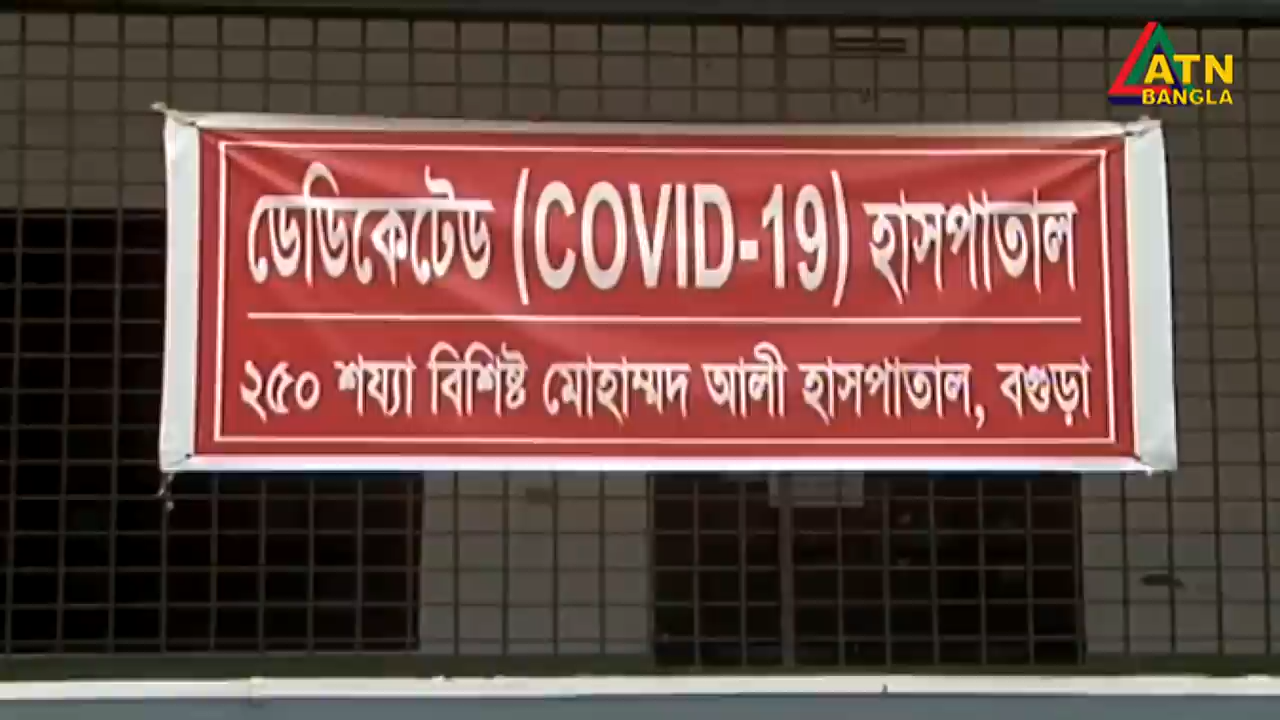 ATN
BANGLA
ডেডিকেটেড (COVID-19) হাসপাতাল
২৫০ শয্যা বিশিষ্ট মোহাম্মদ আলী হাসপাতাল, বগুড়া